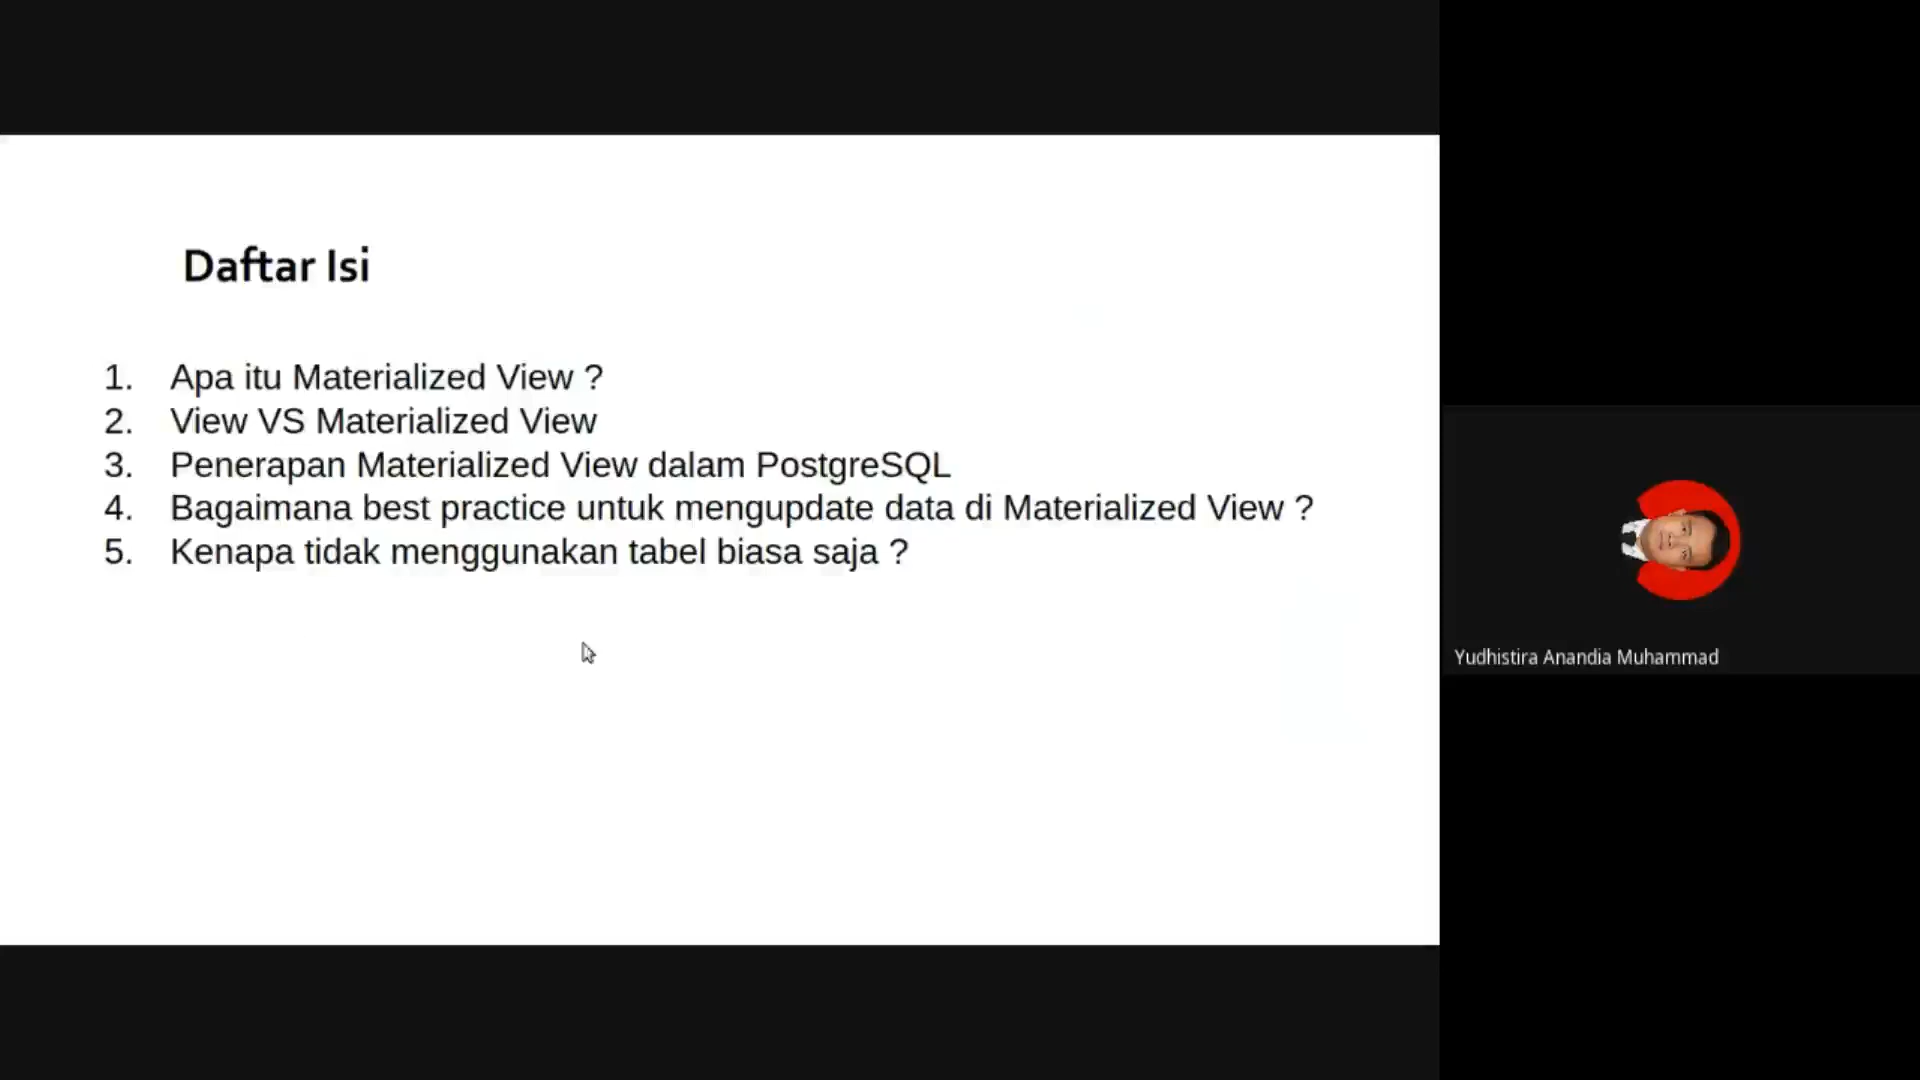 Daftar Isi
1. Apa itu Materialized View ?
2. View VS Materialized View
3. Penerapan Materialized View dalam PostgreSQL
4. Bagaimana best practice untuk mengupdate data di Materialized View ?
5. Kenapa tidak menggunakan tabel biasa saja ?
Yudhistira Anandia Muhammad